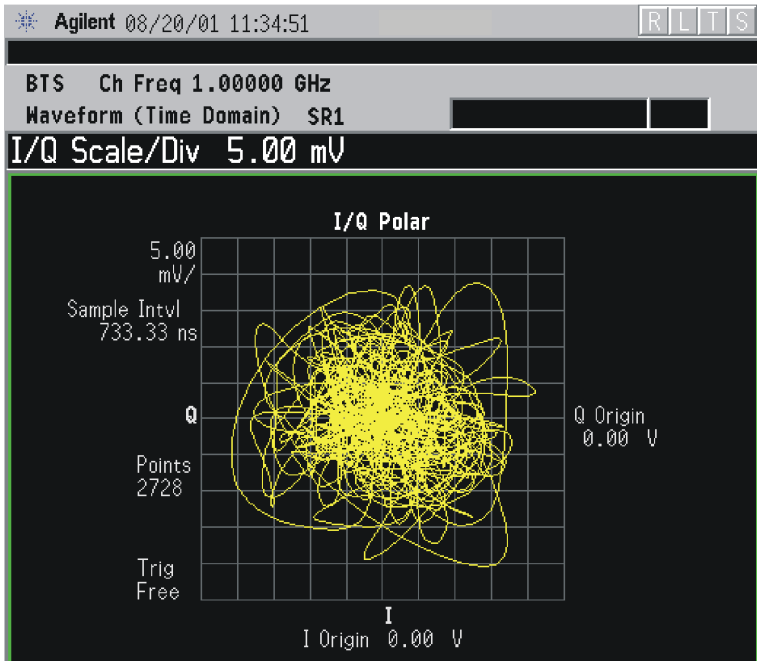 Agilent 08/20/01 11:34:51 R L T S
BTS Ch Freq 1.00000 GHz
Waveform (Time Domain) SR1
I/Q Scale/Div 5.00 mV
I/Q Polar
5.00
mV/
Sample Intvl
733.33 ns
Q
Q Origin
0.00 V
Points
2728
Trig
Free
I
I Origin 0.00 V